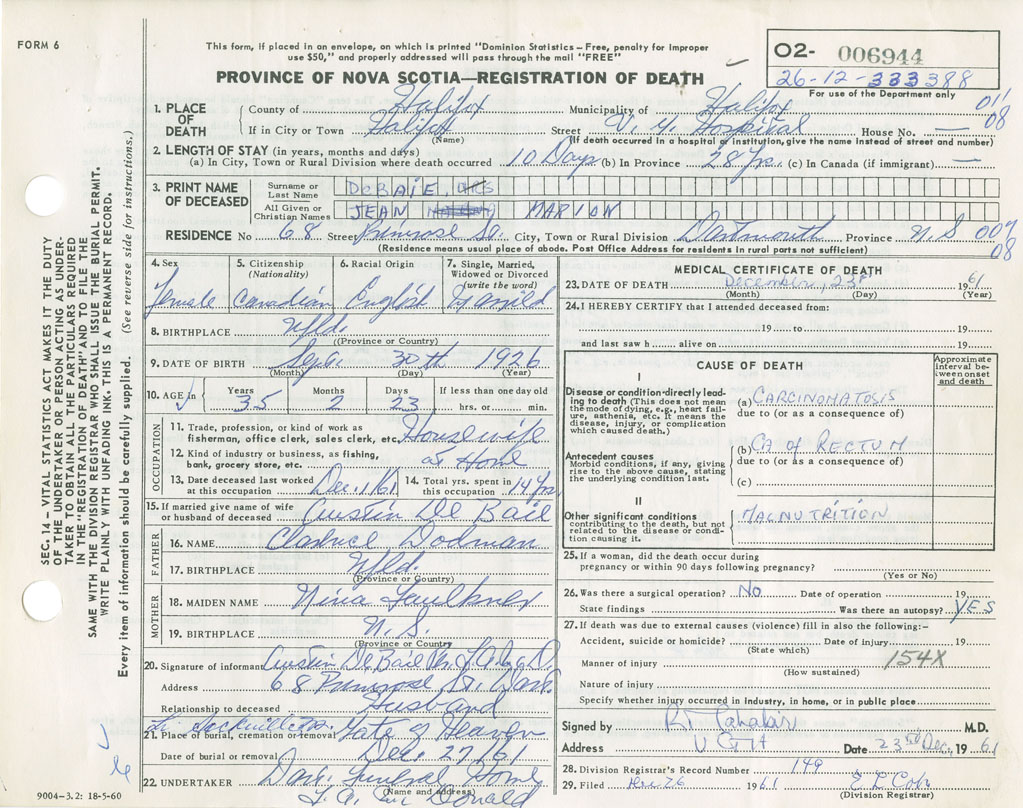 FORM 6
This form, if placed in an envelope, on which is printed "Dominion Statistics – Free, penalty for improper
use $50," and properly addressed will pass through the mail "FREE"
PROVINCE OF NOVA SCOTIA—REGISTRATION OF DEATH
02- 006944
26-12-333388
For use of the Department only
1. PLACE OF DEATH County of Halifax Municipality of Halifax 01
08
If in City or Town Halifax Street V. G. Hospital House No. —
(Name) (If death occurred in a hospital or institution, give the name instead of street and number)
2. LENGTH OF STAY (in years, months and days)
(a) In City, Town or Rural Division where death occurred 10 Days (b) In Province 28 Yrs. (c) In Canada (if immigrant) —
3. PRINT NAME OF DECEASED Surname or Last Name DEBAIE, MRS
All Given or Christian Names JEAN MARION
RESIDENCE No 68 Street Primrose St. City, Town or Rural Division Dartmouth Province N.S 007
08
(Residence means usual place of abode. Post Office Address for residents in rural ports not sufficient)
4. Sex 5. Citizenship (Nationality) 6. Racial Origin 7. Single, Married, Widowed or Divorced (write the word)
Female Canadian English Married
8. BIRTHPLACE Nfld.
(Province or Country)
9. DATE OF BIRTH Sept. 30th 1926
(Month) (Day) (Year)
10. AGE in Years 35 Months 2 Days 23 If less than one day old hrs. or min.
OCCUPATION
11. Trade, profession, or kind of work as fisherman, office clerk, sales clerk, etc. Housewife
12. Kind of industry or business, as fishing, bank, grocery store, etc. at Home
13. Date deceased last worked at this occupation Dec. 1/61 14. Total yrs. spent in this occupation 14 Yrs.
15. If married give name of wife or husband of deceased Austin De Baie
FATHER
16. NAME Clarence Dodman
17. BIRTHPLACE Nfld.
(Province or Country)
MOTHER
18. MAIDEN NAME Nina Faulkner
19. BIRTHPLACE N.S.
(Province or Country)
20. Signature of informant Austin DeBaie
Address 68 Primrose St. Dart.
Relationship to deceased Husband
21. Place of burial, cremation or removal Gate of Heaven
Date of burial or removal Dec. 27/61
22. UNDERTAKER Dart. Funeral Home
(Name and address)
Donald
9004-3.2: 18-5-60
MEDICAL CERTIFICATE OF DEATH
23. DATE OF DEATH December, 23rd 1961
(Month) (Day) (Year)
24. I HEREBY CERTIFY that I attended deceased from:
19 to 19
and last saw h alive on 19
CAUSE OF DEATH
Approximate interval between onset and death
I
Disease or condition directly leading to death (This does not mean the mode of dying, e.g., heart failure, asthenia, etc. It means the disease, injury, or complication which caused death.)
(a) CARCINOMATOSIS
due to (or as a consequence of)
Antecedent causes
Morbid conditions, if any, giving rise to the above cause, stating the underlying condition last.
(b) CA of RECTUM
due to (or as a consequence of)
(c)
II
Other significant conditions
contributing to the death, but not related to the disease or condition causing it.
MALNUTRITION
25. If a woman, did the death occur during
pregnancy or within 90 days following pregnancy?
(Yes or No)
26. Was there a surgical operation? No Date of operation 19
State findings Was there an autopsy? YES
27. If death was due to external causes (violence) fill in also the following:–
Accident, suicide or homicide? Date of injury 19
(State which)
154X
Manner of injury
(How sustained)
Nature of injury
Specify whether injury occurred in industry, in home, or in public place
Signed by M.D.
Address VGH Date 23rd Dec, 1961
28. Division Registrar's Record Number 149
29. Filed Dec 26 1961
(Division Registrar)
SEC. 14 – VITAL STATISTICS ACT MAKES IT THE DUTY
OF THE UNDERTAKER OR PERSON ACTING AS UNDER-
TAKER TO OBTAIN ALL THE PARTICULARS REQUIRED
IN THE "REGISTRATION OF DEATH" AND TO FILE THE
SAME WITH THE DIVISION REGISTRAR WHO SHALL ISSUE THE BURIAL PERMIT.
WRITE PLAINLY WITH UNFADING INK. THIS IS A PERMANENT RECORD.
Every item of information should be carefully supplied. (See reverse side for instructions.)